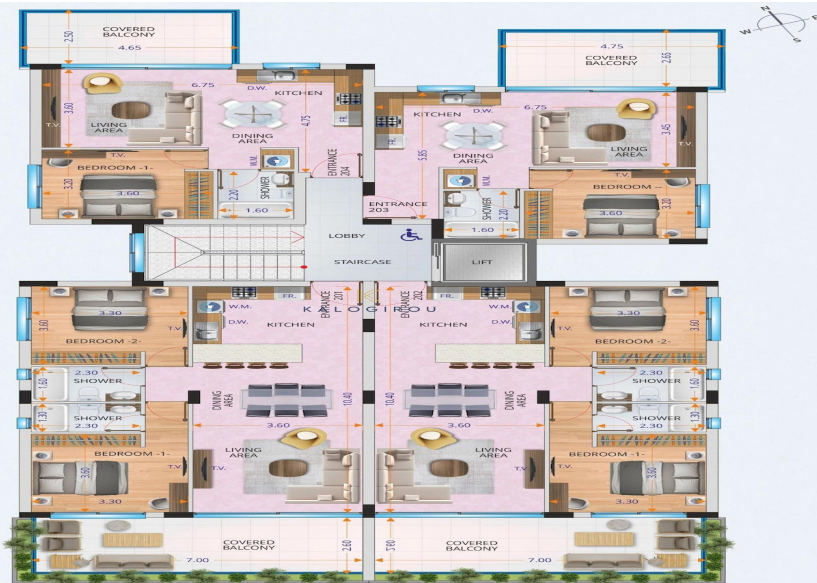 N
E
W
S
COVERED
BALCONY
4.65
2.50
4.75
COVERED
BALCONY
2.65
6.75
D.W.
KITCHEN
3.60
LIVING
AREA
T.V.
DINING
AREA
4.75
FR.
ENTRANCE
204
T.V.
BEDROOM -1-
3.20
3.60
W.M.
SHOWER
2.20
1.60
D.W.
KITCHEN
6.75
FR.
DINING
AREA
LIVING
AREA
3.45
T.V.
5.85
ENTRANCE
203
W.M.
SHOWER
2.20
1.60
T.V.
BEDROOM --
3.60
3.20
LOBBY
STAIRCASE
LIFT
ENTRANCE
201
ENTRANCE
202
KALOGIROU
3.30
3.60
T.V.
BEDROOM -2-
W.M.
FR.
D.W.
KITCHEN
2.30
SHOWER
1.60
1.30
SHOWER
2.30
BEDROOM -1-
3.60
T.V.
3.30
DINING
AREA
3.60
10.40
LIVING
AREA
T.V.
FR.
W.M.
D.W.
KITCHEN
3.30
3.60
T.V.
BEDROOM -2-
2.30
SHOWER
1.60
1.30
SHOWER
2.30
BEDROOM -1-
3.60
T.V.
3.30
DINING
AREA
3.60
10.40
LIVING
AREA
T.V.
COVERED
BALCONY
7.00
2.60
COVERED
BALCONY
7.00
2.60